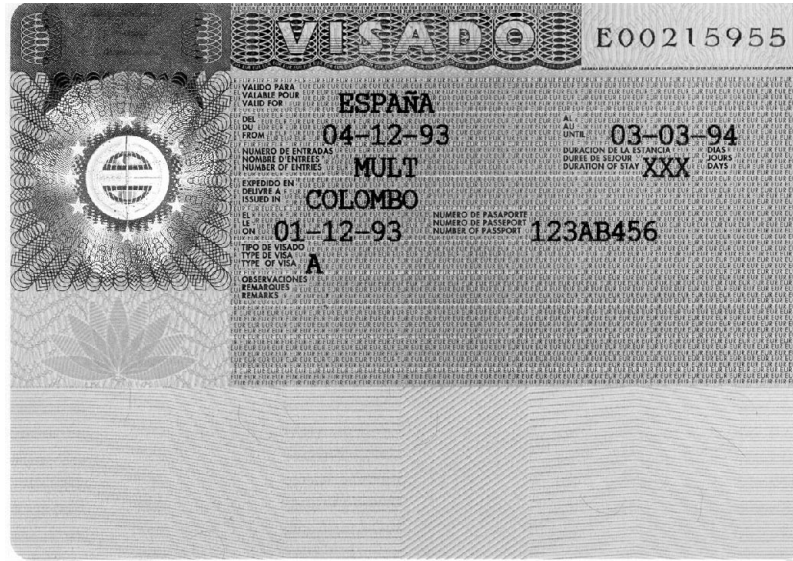 VISADO
E00215955
VALIDO PARA
VALABLE POUR
VALID FOR
ESPAÑA
DEL
DU
FROM
04-12-93
AL
AU
UNTIL
03-03-94
NUMERO DE ENTRADAS
NOMBRE D'ENTREES
NUMBER OF ENTRIES
MULT
DURACION DE LA ESTANCIA
DUREE DE SEJOUR
DURATION OF STAY
XXX
DIAS
JOURS
DAYS
EXPEDIDO EN
DELIVRE A
ISSUED IN
COLOMBO
EL
LE
ON
01-12-93
NUMERO DE PASAPORTE
NUMERO DE PASSEPORT
NUMBER OF PASSPORT
123AB456
TIPO DE VISADO
TYPE DE VISA
TYPE OF VISA
A
OBSERVACIONES
REMARQUES
REMARKS